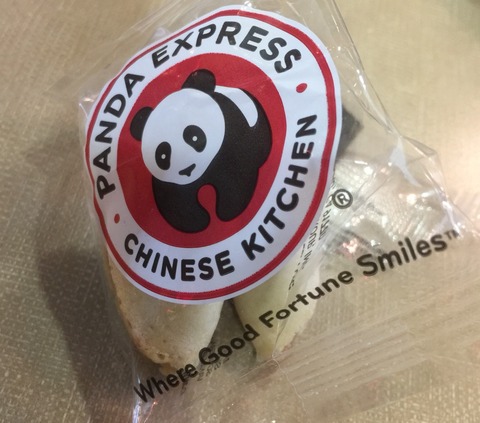 PANDA EXPRESS
CHINESE KITCHEN
®
Where Good Fortune Smiles™